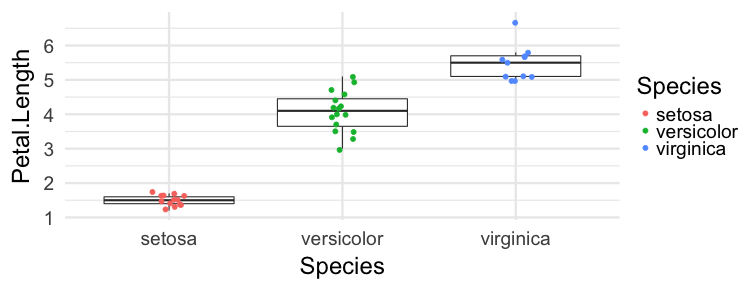 Petal.Length
6
5
4
3
2
1
setosa
versicolor
virginica
Species
Species
setosa
versicolor
virginica